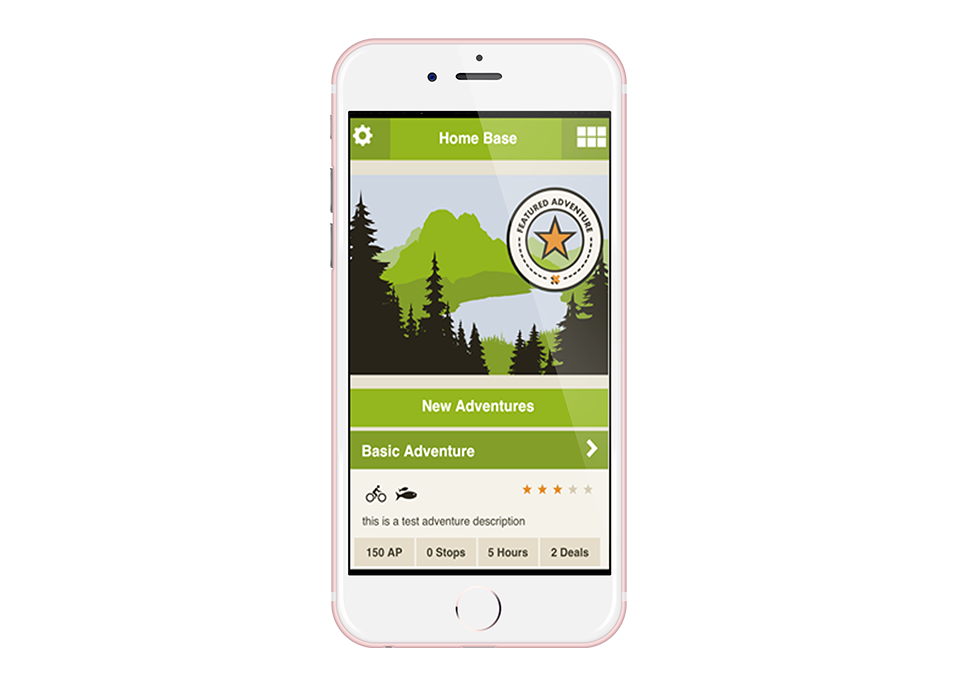 Home Base
FEATURED ADVENTURE
New Adventures
Basic Adventure
this is a test adventure description
150 AP
0 Stops
5 Hours
2 Deals